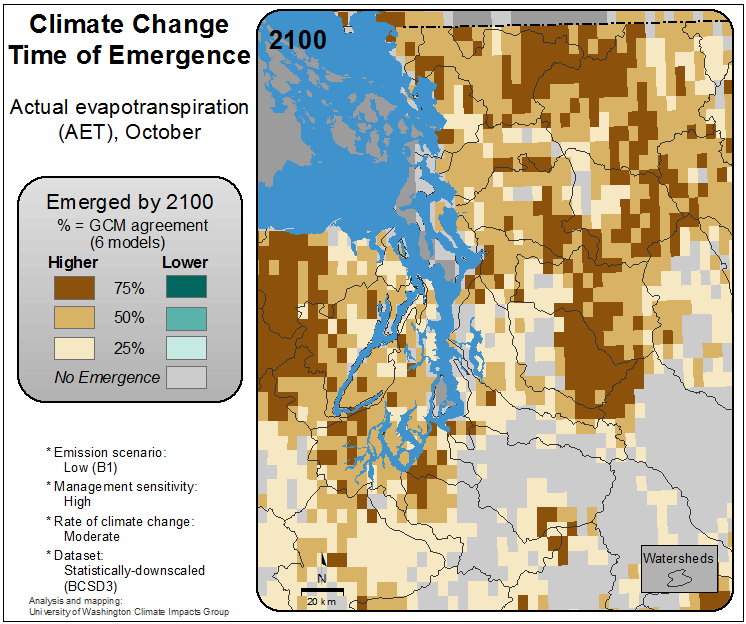 Climate Change
Time of Emergence
Actual evapotranspiration
(AET), October
Emerged by 2100
% = GCM agreement
(6 models)
Higher Lower
75%
50%
25%
No Emergence
* Emission scenario:
Low (B1)
* Management sensitivity:
High
* Rate of climate change:
Moderate
* Dataset:
Statistically-downscaled
(BCSD3)
Analysis and mapping:
University of Washington Climate Impacts Group
2100
N
20 km
Watersheds